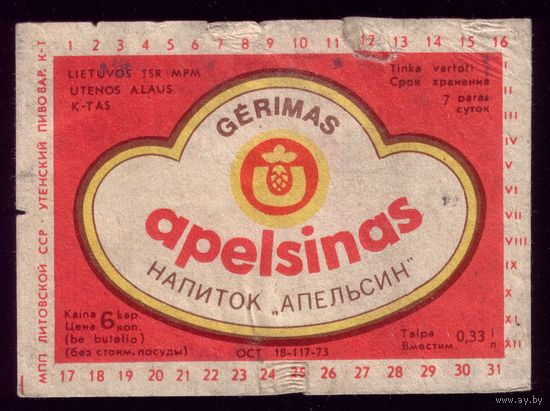 1 2 3 4 5 6 7 8 9 10 11 12 13 14 15 16
LIETUVOS TSR MPM
UTENOS ALAUS
K-TAS
Tinka vartoti
Срок хранения
7 paras
суток
GĖRIMAS
apelsinas
НАПИТОК „АПЕЛЬСИН"
Kaina 6 kap.
Цена коп.
(be butelio)
(без стоим. посуды)
ОСТ 18-117-73
Talpa 0,33 l
Вместим. л
17 18 19 20 21 22 23 24 25 26 27 28 29 30 31
МПП ЛИТОВСКОЙ ССР - УТЕНСКИЙ ПИВОВАР. К-Т
I
II
III
IV
V
VI
VII
VIII
IX
X
XI
XII
www.ay.by